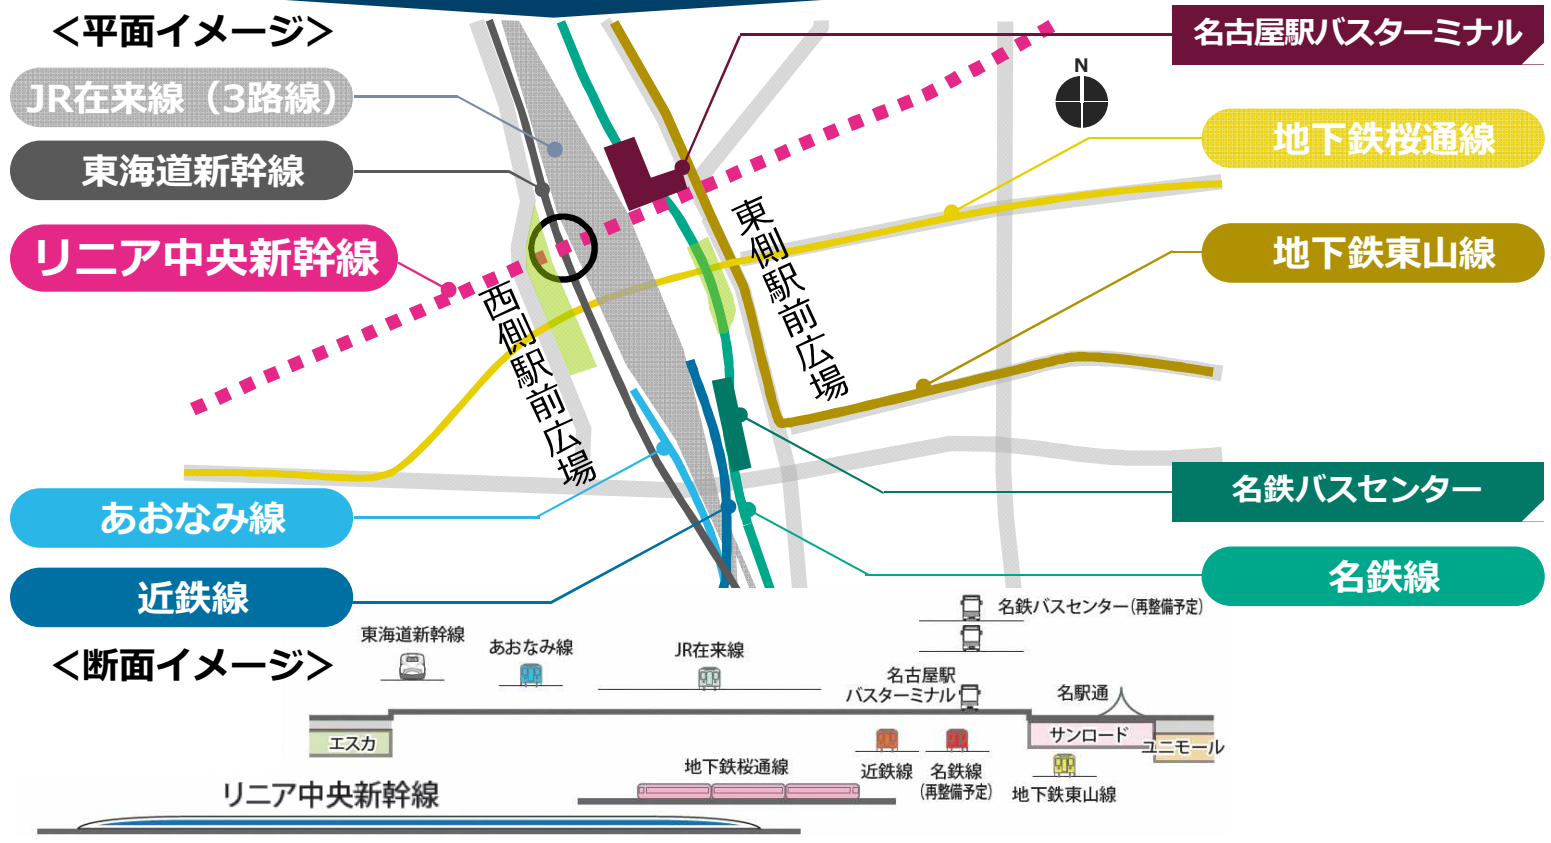 ＜平面イメージ＞
名古屋駅バスターミナル
N
JR在来線（3路線）
地下鉄桜通線
東海道新幹線
リニア中央新幹線
地下鉄東山線
東側駅前広場
西側駅前広場
あおなみ線
名鉄バスセンター
近鉄線
名鉄線
＜断面イメージ＞
東海道新幹線
あおなみ線
JR在来線
名鉄バスセンター（再整備予定）
名古屋駅
バスターミナル
名駅通
エスカ
サンロード
ユニモール
近鉄線
名鉄線
（再整備予定）
地下鉄東山線
地下鉄桜通線
リニア中央新幹線